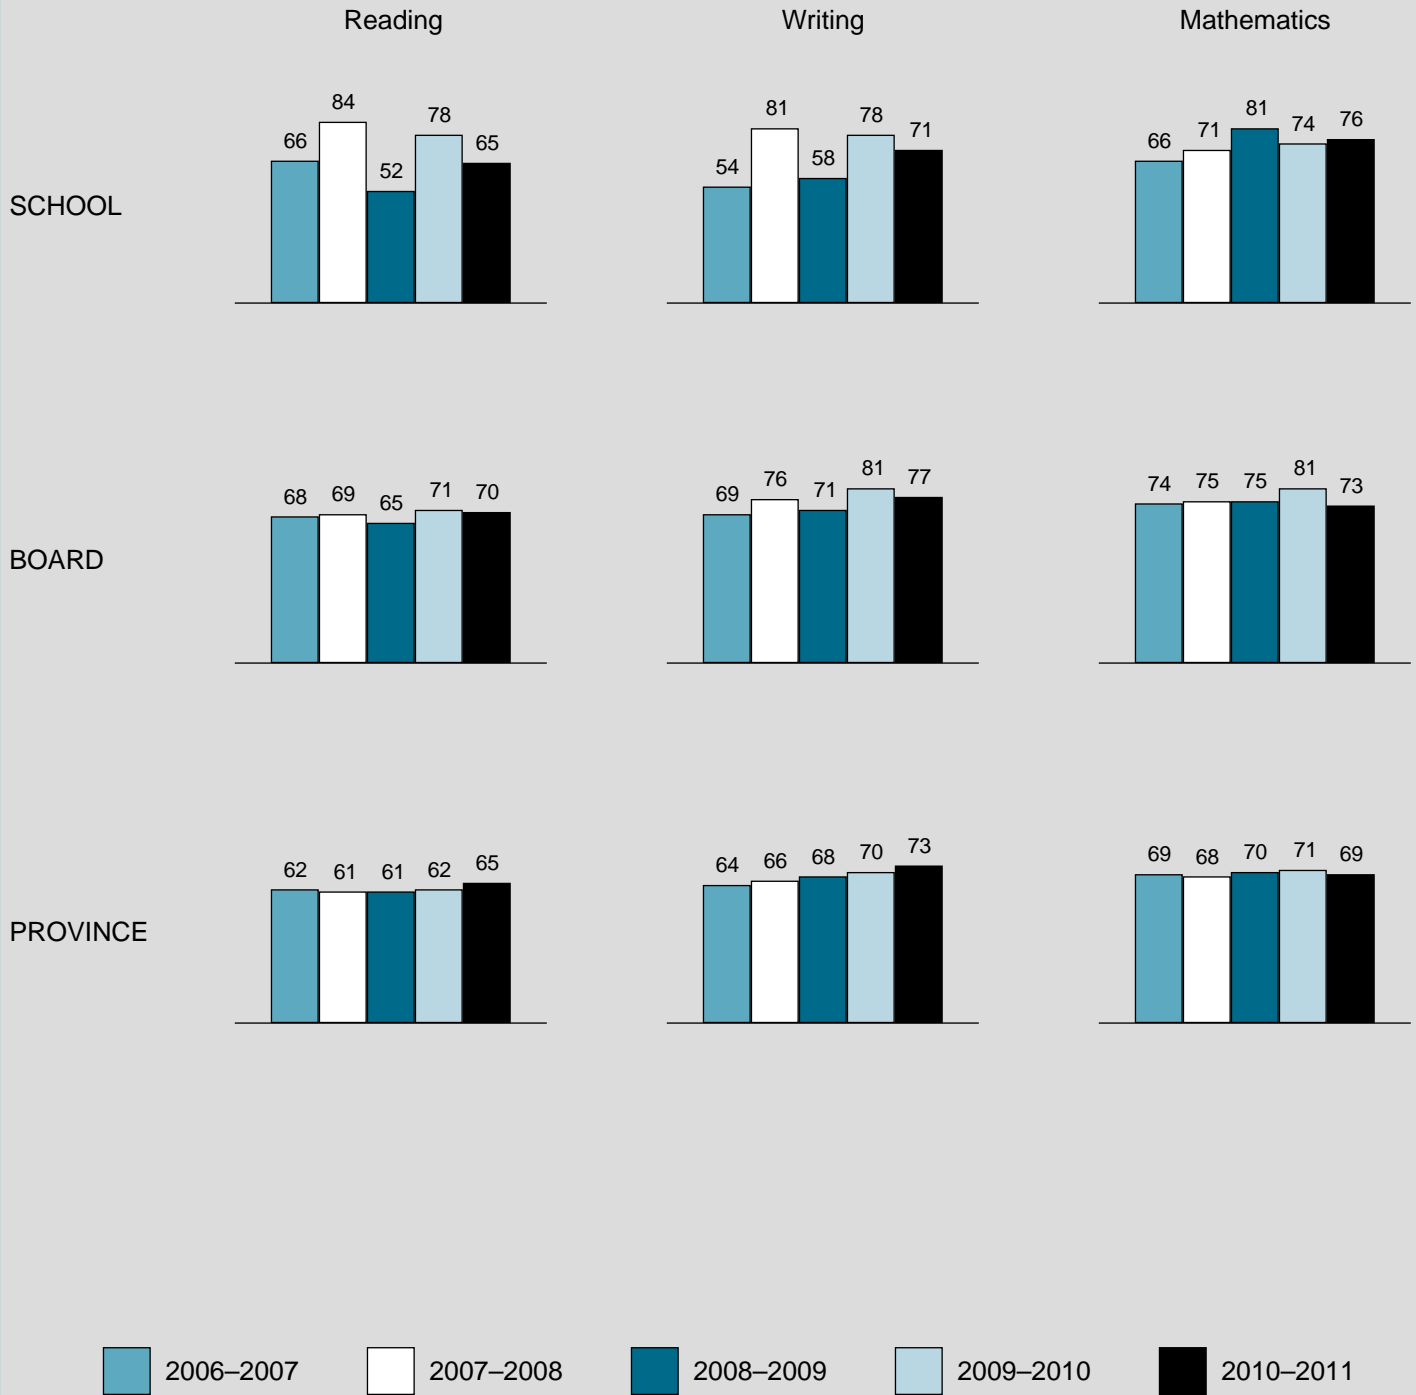 Reading Writing Mathematics
SCHOOL
66 84 52 78 65
54 81 58 78 71
66 71 81 74 76
BOARD
68 69 65 71 70
69 76 71 81 77
74 75 75 81 73
PROVINCE
62 61 61 62 65
64 66 68 70 73
69 68 70 71 69
2006–2007 2007–2008 2008–2009 2009–2010 2010–2011